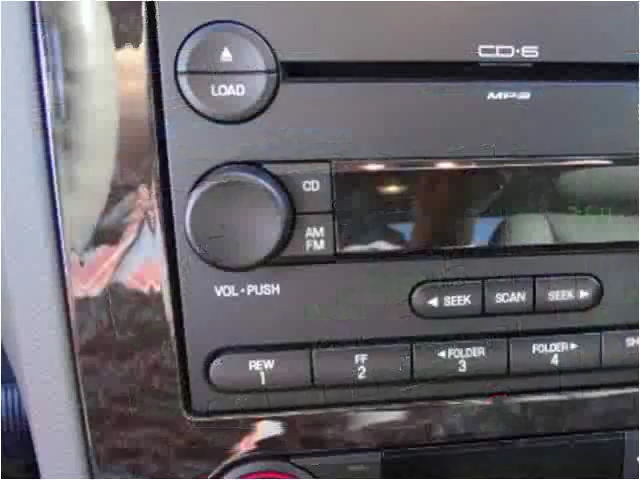 CD·6
LOAD
MP3
CD
AM
FM
VOL·PUSH
SEEK SCAN SEEK
REW
1
FF
2
FOLDER
3
FOLDER
4